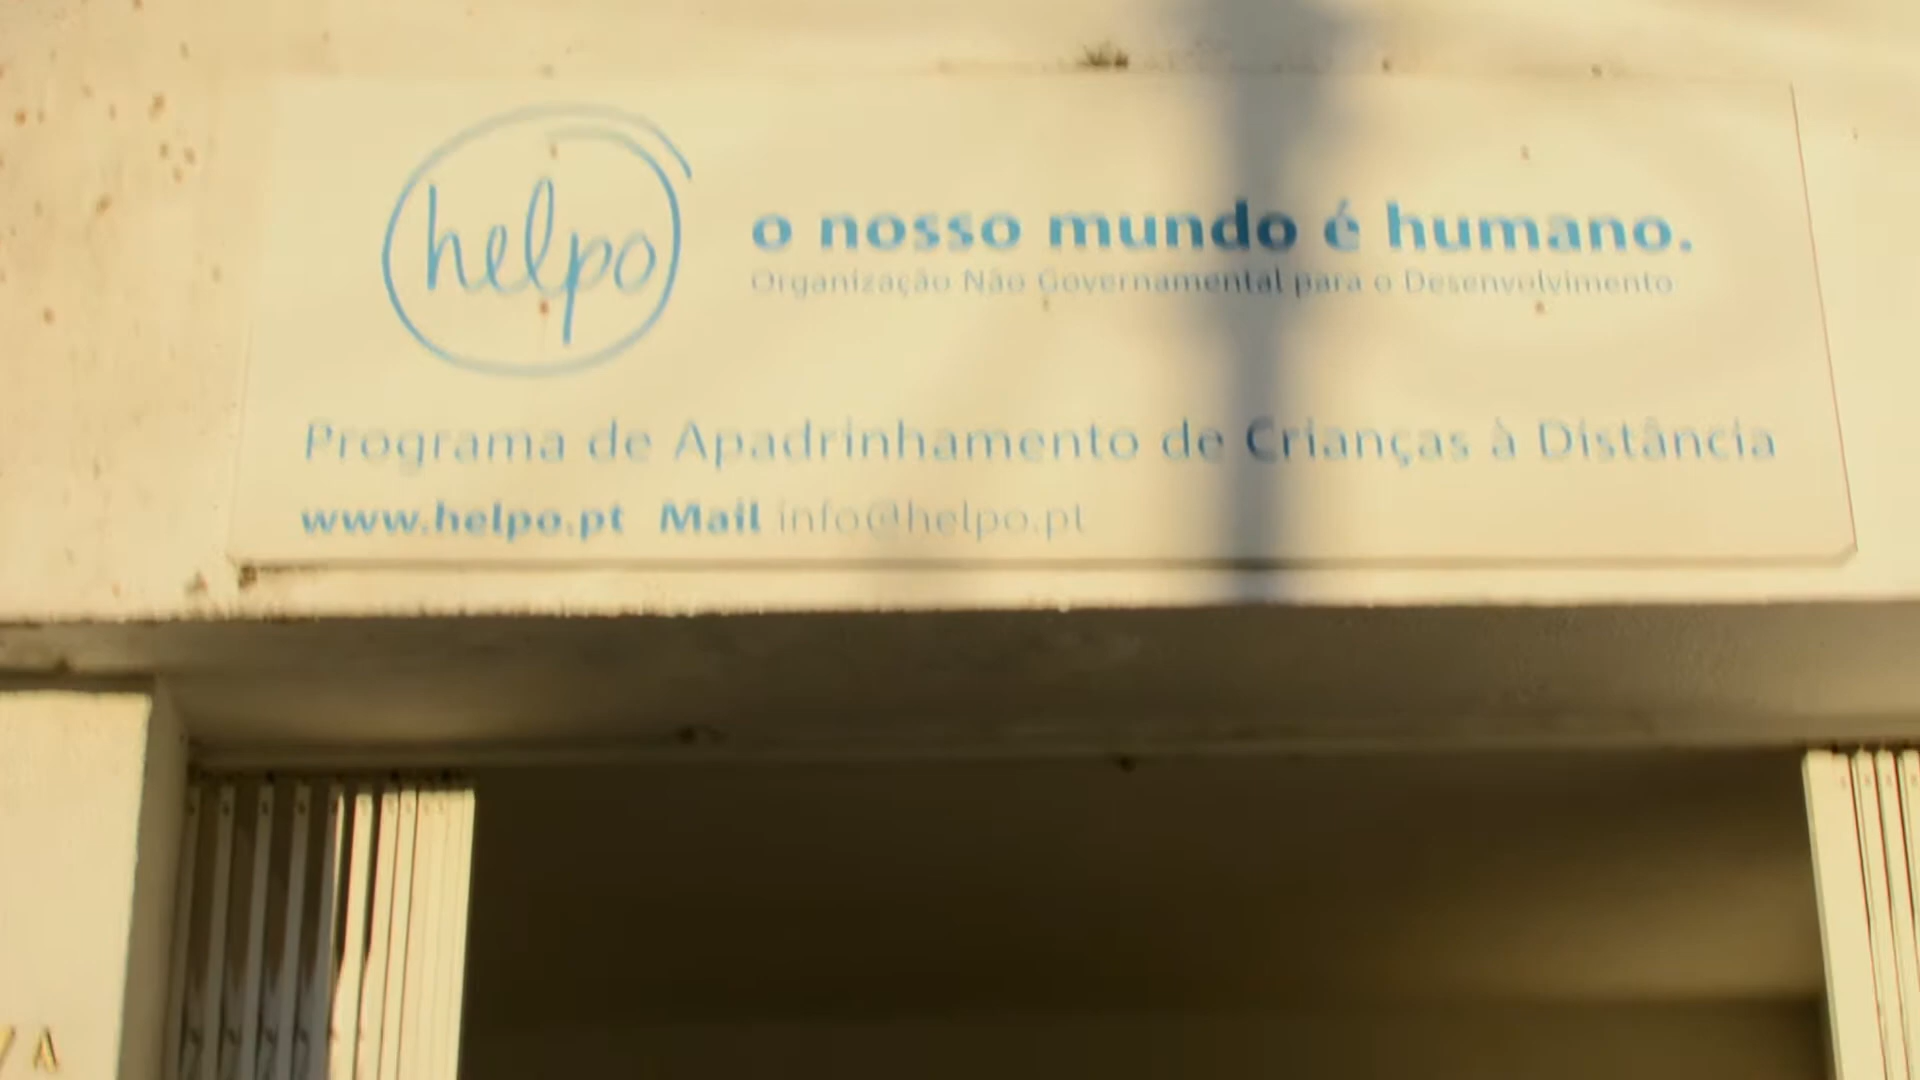 helpo
o nosso mundo é humano.
Organização Não Governamental para o Desenvolvimento
Programa de Apadrinhamento de Crianças à Distância
www.helpo.pt Mail info@helpo.pt